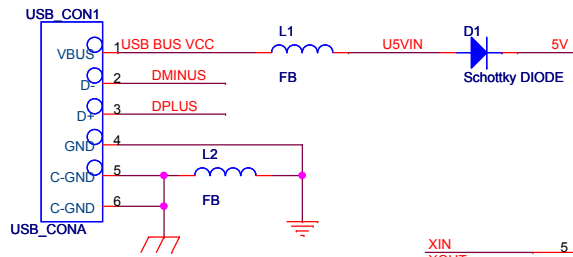 USB_CON1
VBUS 1 USB BUS VCC L1 FB U5VIN D1 Schottky DIODE 5V
D- 2 DMINUS
D+ 3 DPLUS
GND 4
C-GND 5 L2 FB
C-GND 6
USB_CONA
XIN 5